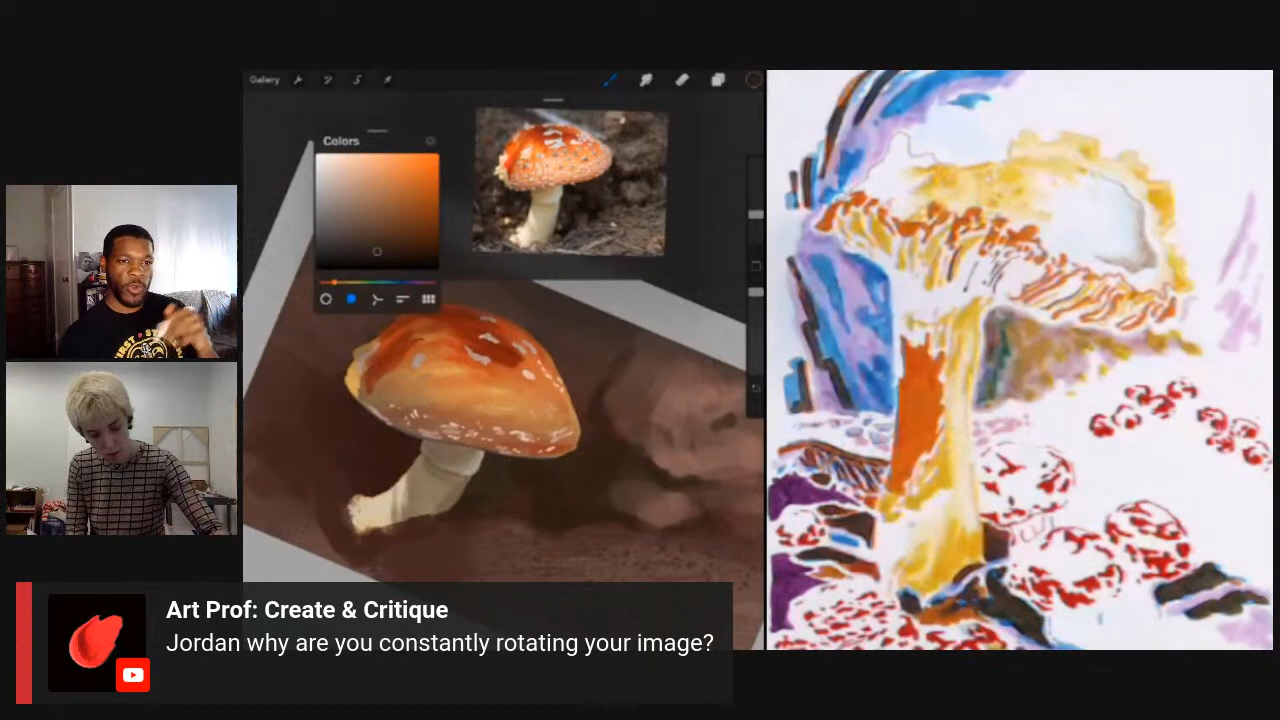 Gallery
Colors
Art Prof: Create & Critique
Jordan why are you constantly rotating your image?